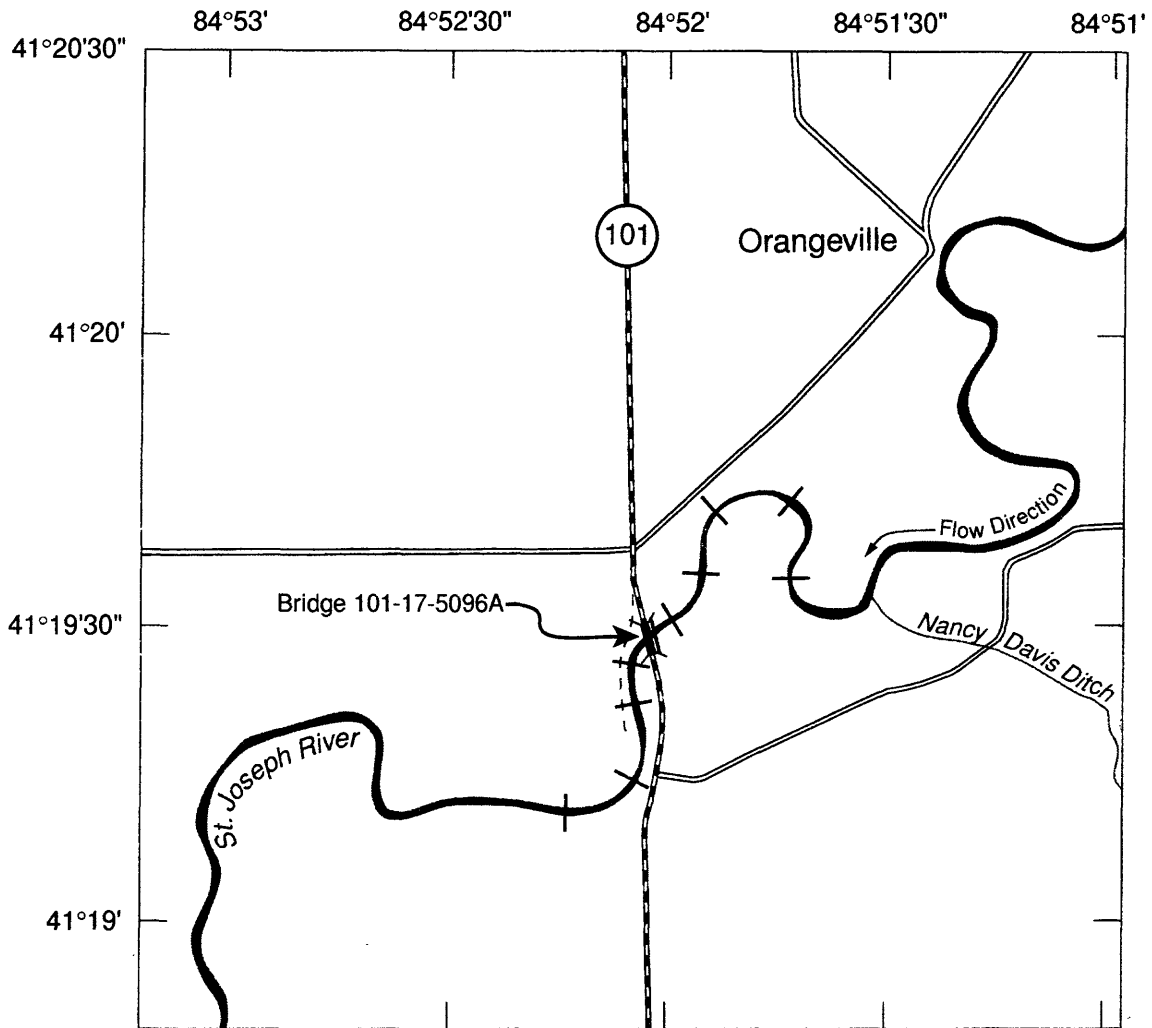 84°53' 84°52'30" 84°52' 84°51'30" 84°51'
41°20'30"
101
Orangeville
41°20'
Flow Direction
Bridge 101-17-5096A
41°19'30"
Nancy Davis Ditch
St. Joseph River
41°19'